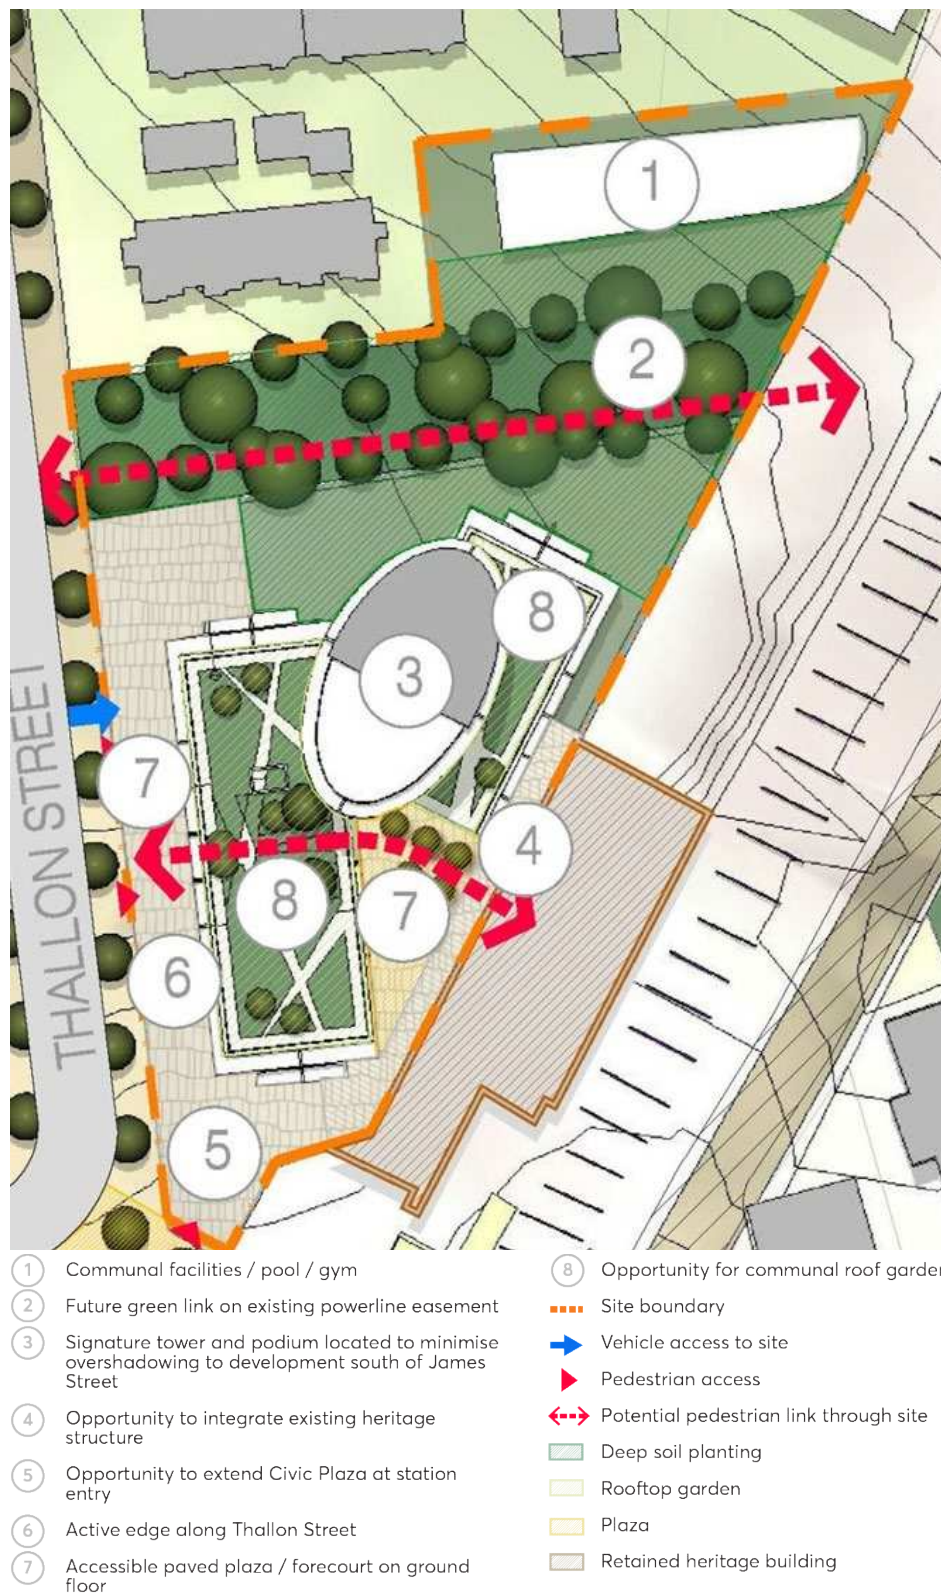 1
2
3
8
7
4
8
7
6
5
THALLON STREET
1 Communal facilities / pool / gym
2 Future green link on existing powerline easement
3 Signature tower and podium located to minimise
overshadowing to development south of James
Street
4 Opportunity to integrate existing heritage
structure
5 Opportunity to extend Civic Plaza at station
entry
6 Active edge along Thallon Street
7 Accessible paved plaza / forecourt on ground
floor
8 Opportunity for communal roof garden
Site boundary
Vehicle access to site
Pedestrian access
Potential pedestrian link through site
Deep soil planting
Rooftop garden
Plaza
Retained heritage building